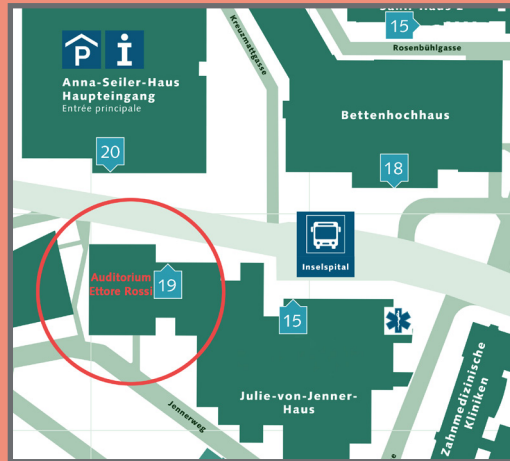 15
Rosenbühlgasse
Kreuzmattgasse
P i
Anna-Seiler-Haus
Haupteingang
Entrée principale
Bettenhochhaus
20
18
Inselspital
Auditorium
Ettore Rossi
19
15
Julie-von-Jenner-
Haus
Jennerweg
Zahnmedizinische
Kliniken